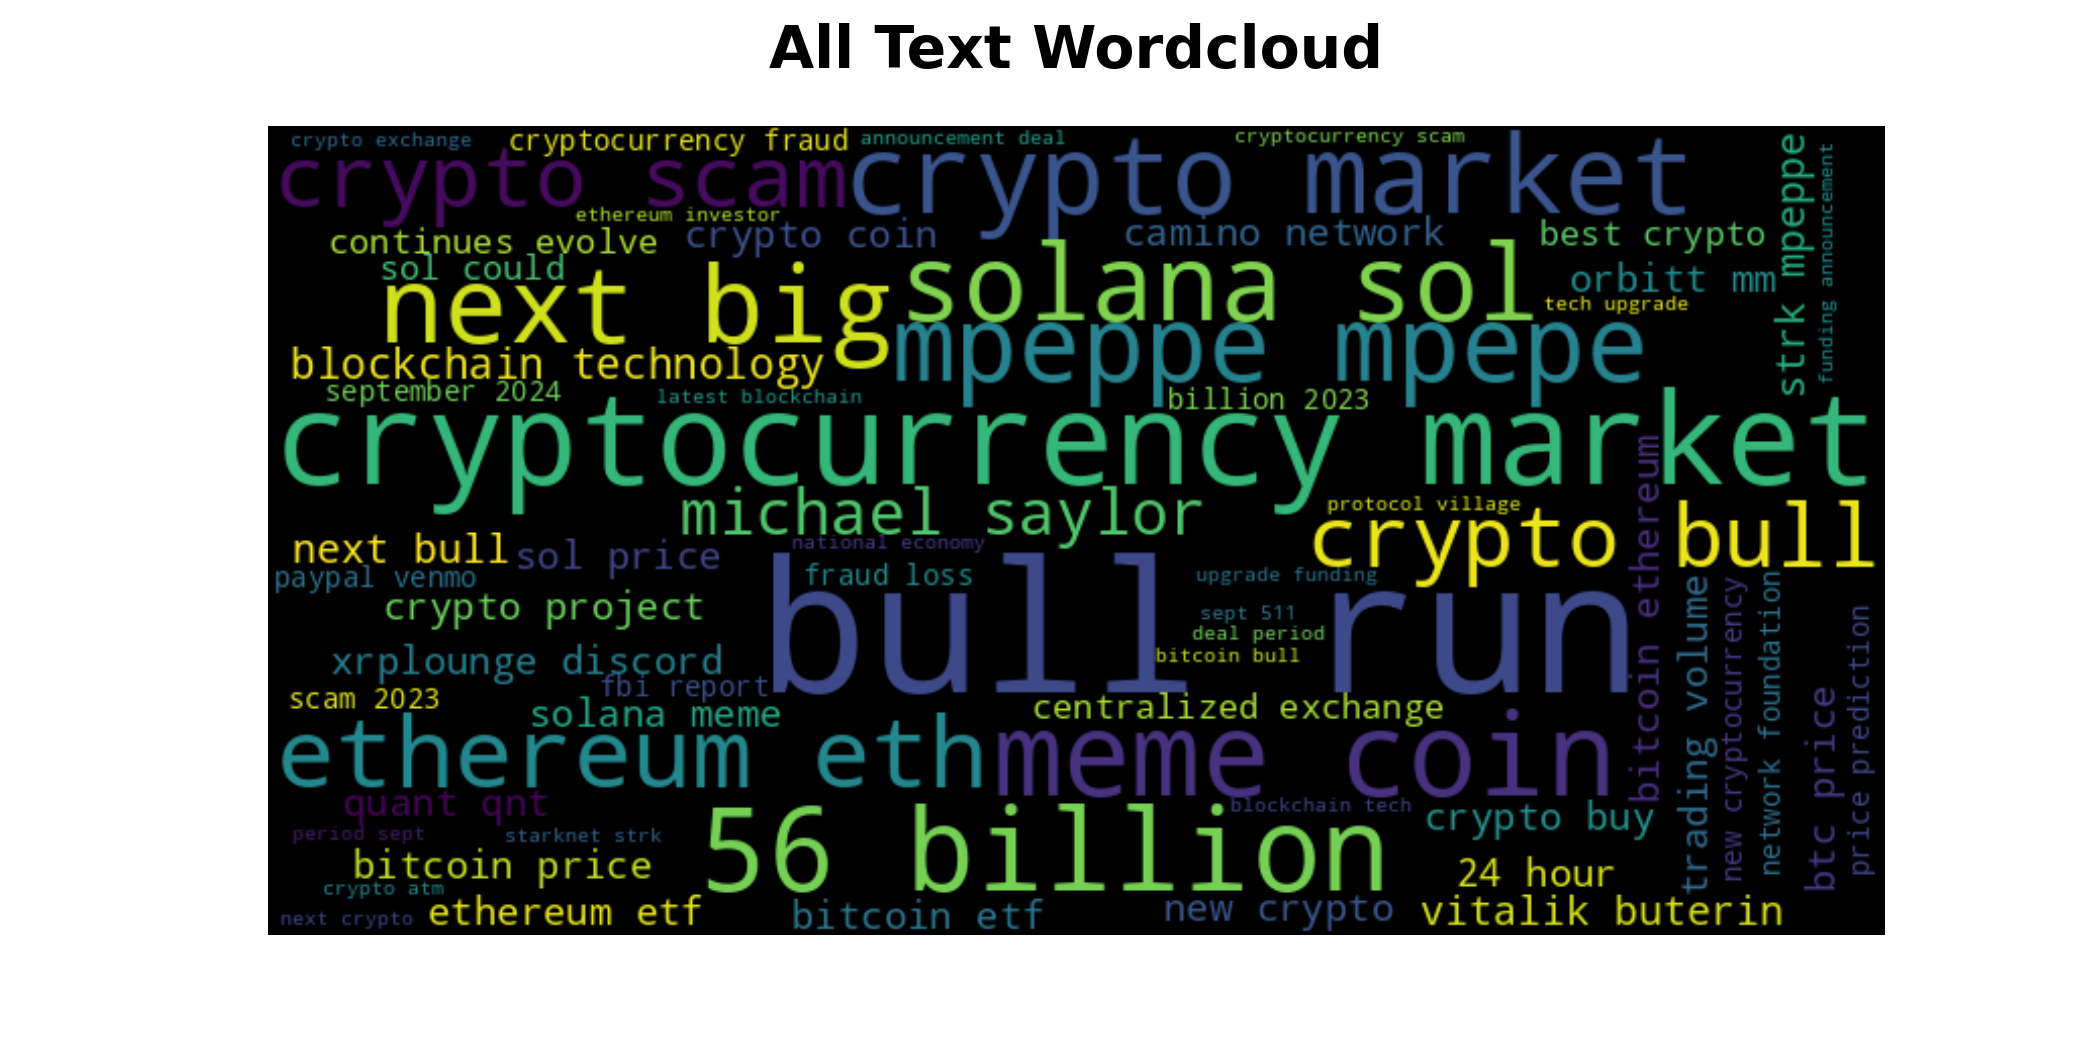 All Text Wordcloud
crypto exchange
cryptocurrency fraud
announcement deal
cryptocurrency scam
crypto scam
crypto market
strk mpeppe
funding announcement
ethereum investor
continues evolve
crypto coin
camino network
best crypto
sol could
next big
solana sol
orbitt mm
tech upgrade
mpeppe mpepe
blockchain technology
september 2024
latest blockchain
billion 2023
cryptocurrency market
michael saylor
protocol village
crypto bull
bitcoin ethereum
next bull
sol price
national economy
paypal venmo
fraud loss
upgrade funding
crypto project
bull run
sept 511
deal period
bitcoin bull
trading volume
new cryptocurrency
network foundation
btc price
price prediction
xrplounge discord
fbi report
scam 2023
solana meme
centralized exchange
ethereum eth
meme coin
quant qnt
56 billion
blockchain tech
crypto buy
period sept
starknet strk
bitcoin price
24 hour
crypto atm
next crypto
ethereum etf
bitcoin etf
new crypto
vitalik buterin